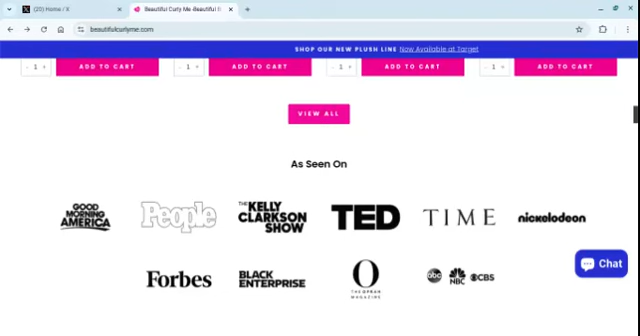 (20) Home / X
Beautiful Curly Me -Beautiful B
beautifulcurlyme.com
SHOP OUR NEW PLUSH LINE Now Available at Target
- 1 + ADD TO CART - 1 + ADD TO CART - 1 + ADD TO CART - 1 + ADD TO CART
VIEW ALL
As Seen On
GOOD MORNING AMERICA
People
THE KELLY CLARKSON SHOW
TED
TIME
nickelodeon
Forbes
BLACK ENTERPRISE
O THE OPRAH MAGAZINE
abc NBC CBS
Chat